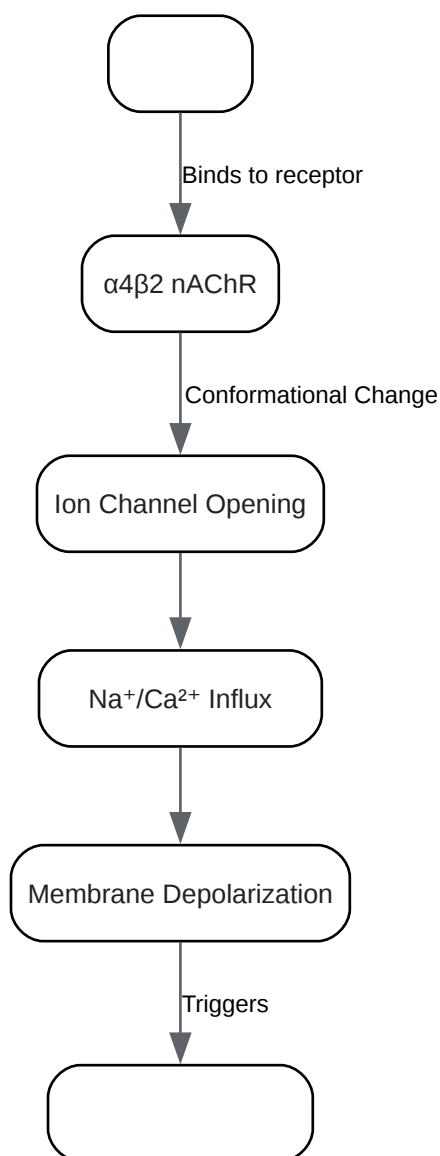 Binds to receptor
α4β2 nAChR
Conformational Change
Ion Channel Opening
Na⁺/Ca²⁺ Influx
Membrane Depolarization
Triggers